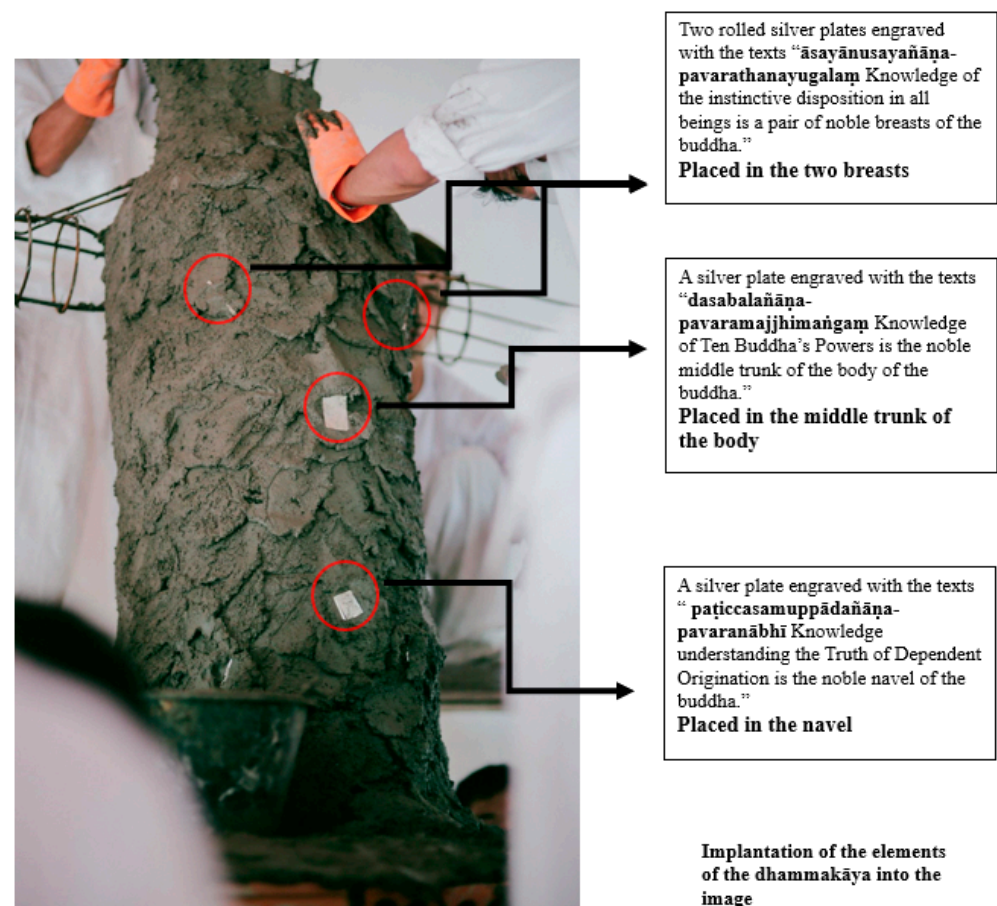 Two rolled silver plates engraved
with the texts “āsayānusayañāṇa-
pavarathanayugalaṃ Knowledge of
the instinctive disposition in all
beings is a pair of noble breasts of the
buddha.”
Placed in the two breasts
A silver plate engraved with the texts
“dasabalañāṇa-
pavaramajjhimaṅgaṃ Knowledge
of Ten Buddha’s Powers is the noble
middle trunk of the body of the
buddha.”
Placed in the middle trunk of
the body
A silver plate engraved with the texts
“ paṭiccasamuppādañāṇa-
pavaranābhī Knowledge
understanding the Truth of Dependent
Origination is the noble navel of the
buddha.”
Placed in the navel
Implantation of the elements
of the dhammakāya into the
image